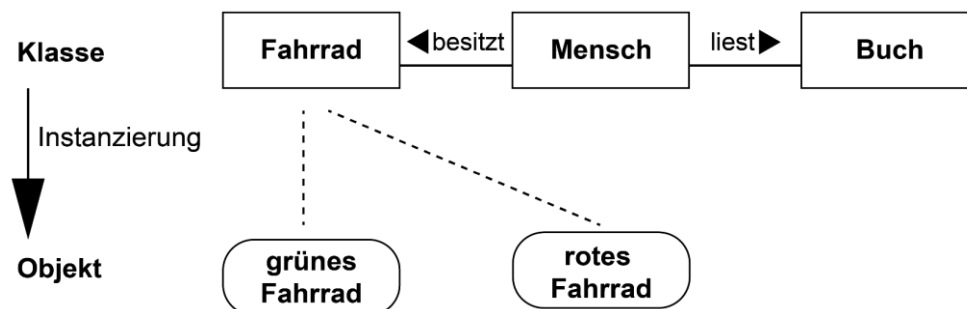 Klasse
Fahrrad
besitzt
Mensch
liest
Buch
Instanzierung
Objekt
grünes
Fahrrad
rotes
Fahrrad